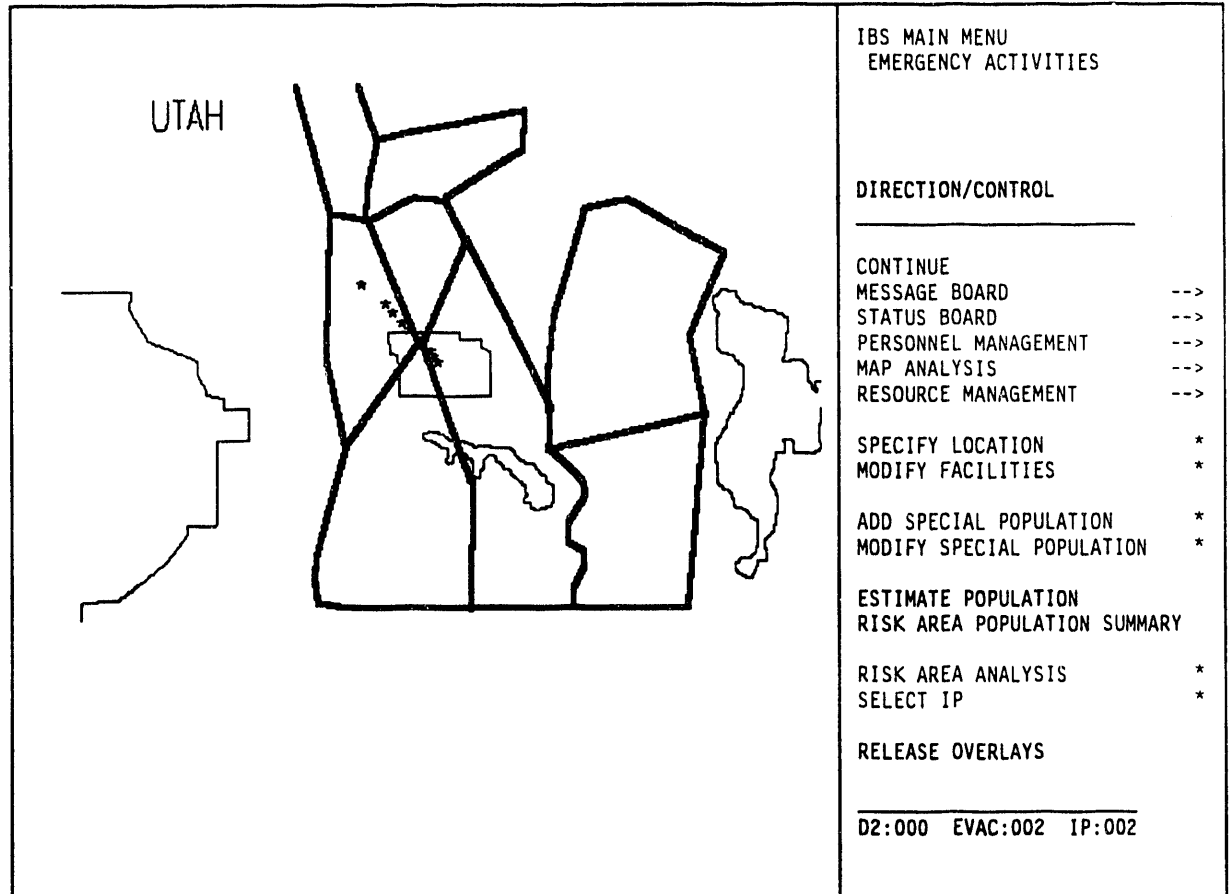 UTAH
IBS MAIN MENU
EMERGENCY ACTIVITIES
DIRECTION/CONTROL
CONTINUE
MESSAGE BOARD -->
STATUS BOARD -->
PERSONNEL MANAGEMENT -->
MAP ANALYSIS -->
RESOURCE MANAGEMENT -->
SPECIFY LOCATION *
MODIFY FACILITIES *
ADD SPECIAL POPULATION *
MODIFY SPECIAL POPULATION *
ESTIMATE POPULATION
RISK AREA POPULATION SUMMARY
RISK AREA ANALYSIS *
SELECT IP *
RELEASE OVERLAYS
D2:000 EVAC:002 IP:002